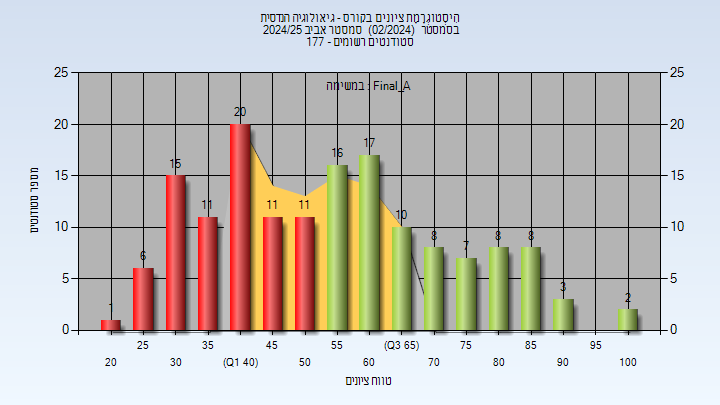 הִיסְטוֹגְרָמַת ציונים בקורס - גיאולוגיה הנדסית
בסמסטר (02/2024) סמסטר אביב 2024/25
סטודנטים רשומים - 177
במשימה : Final_A
מספר סטודנטים
25 25
20 20
15 15
10 10
5 5
0 0
1 6 15 11 20 11 11 16 17 10 8 7 8 8 3 2
25 35 45 55 (Q3 65) 75 85 95
20 30 (Q1 40) 50 60 70 80 90 100
טווח ציונים